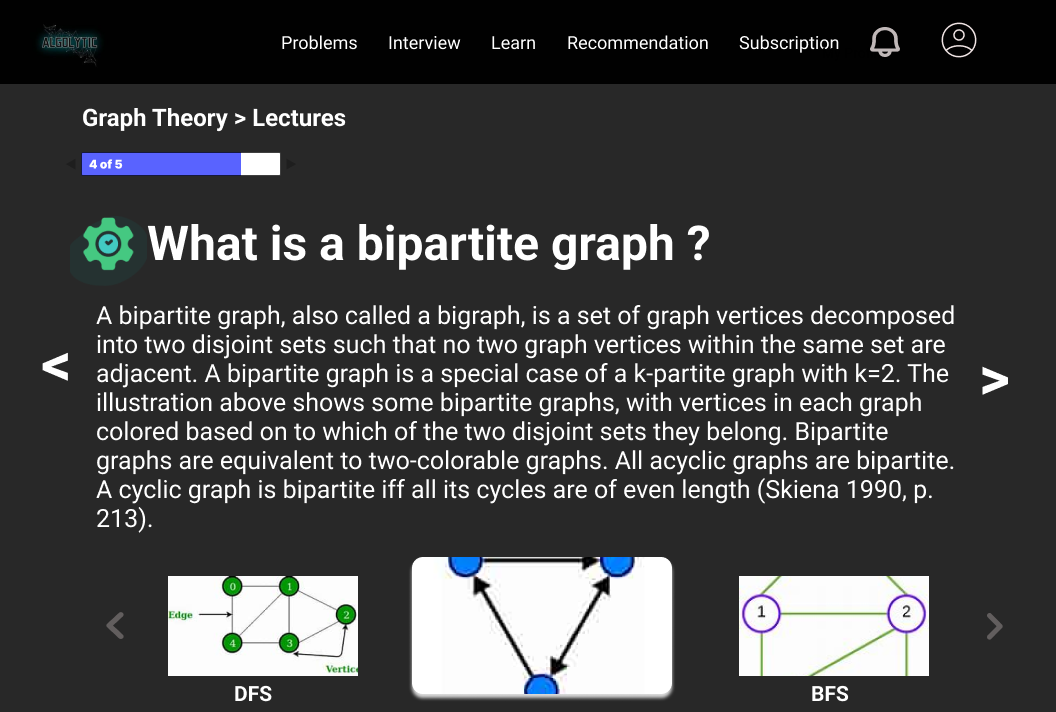 ALGOLYTIC
Problems Interview Learn Recommendation Subscription
Graph Theory > Lectures
4 of 5
What is a bipartite graph ?
A bipartite graph, also called a bigraph, is a set of graph vertices decomposed
into two disjoint sets such that no two graph vertices within the same set are
adjacent. A bipartite graph is a special case of a k-partite graph with k=2. The
illustration above shows some bipartite graphs, with vertices in each graph
colored based on to which of the two disjoint sets they belong. Bipartite
graphs are equivalent to two-colorable graphs. All acyclic graphs are bipartite.
A cyclic graph is bipartite iff all its cycles are of even length (Skiena 1990, p.
213).
< >
0 1
Edge
2
4 3
Vertic
1 2
DFS BFS